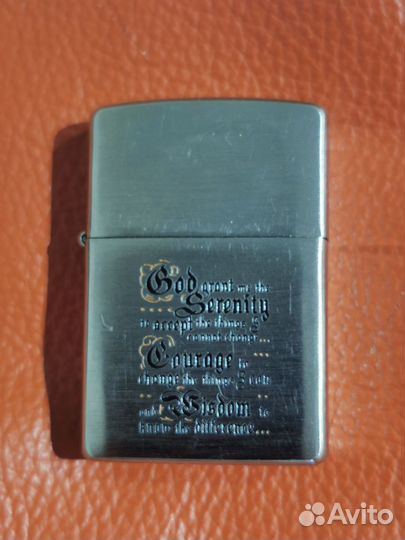 God grant me the
Serenity
to accept the things I
cannot change...
Courage to
change the things I can
and Wisdom to
know the difference...
Avito